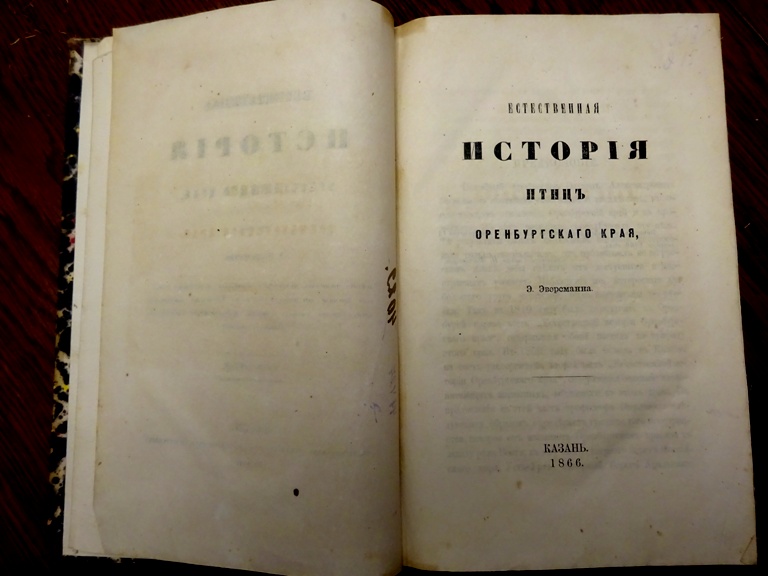 ЕСТЕСТВЕННАЯ
ИСТОРІЯ
ПТИЦЪ
ОРЕНБУРГСКАГО КРАЯ,
Э. Эверсманна.
КАЗАНЬ.
1866.